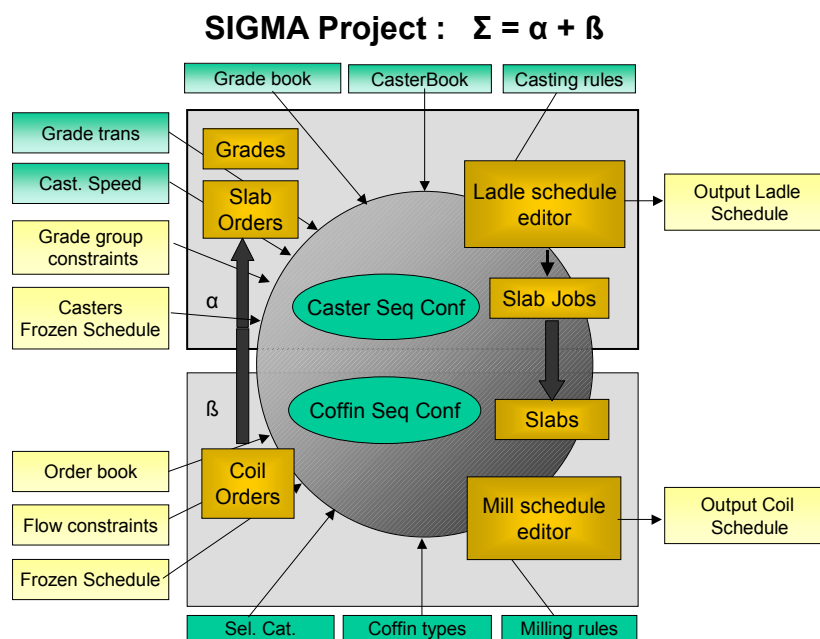 SIGMA Project : Σ = α + ß
Grade book
CasterBook
Casting rules
Grade trans
Cast. Speed
Grade group
constraints
Casters
Frozen Schedule
Grades
Slab
Orders
α
Caster Seq Conf
Ladle schedule
editor
Slab Jobs
Output Ladle
Schedule
ß
Coffin Seq Conf
Slabs
Order book
Flow constraints
Frozen Schedule
Coil
Orders
Mill schedule
editor
Output Coil
Schedule
Sel. Cat.
Coffin types
Milling rules